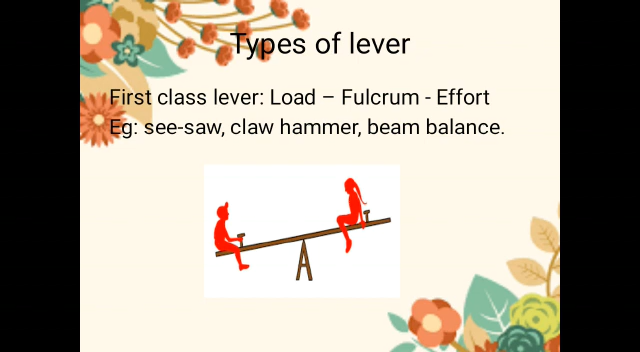 Types of lever
First class lever: Load – Fulcrum - Effort
Eg: see-saw, claw hammer, beam balance.